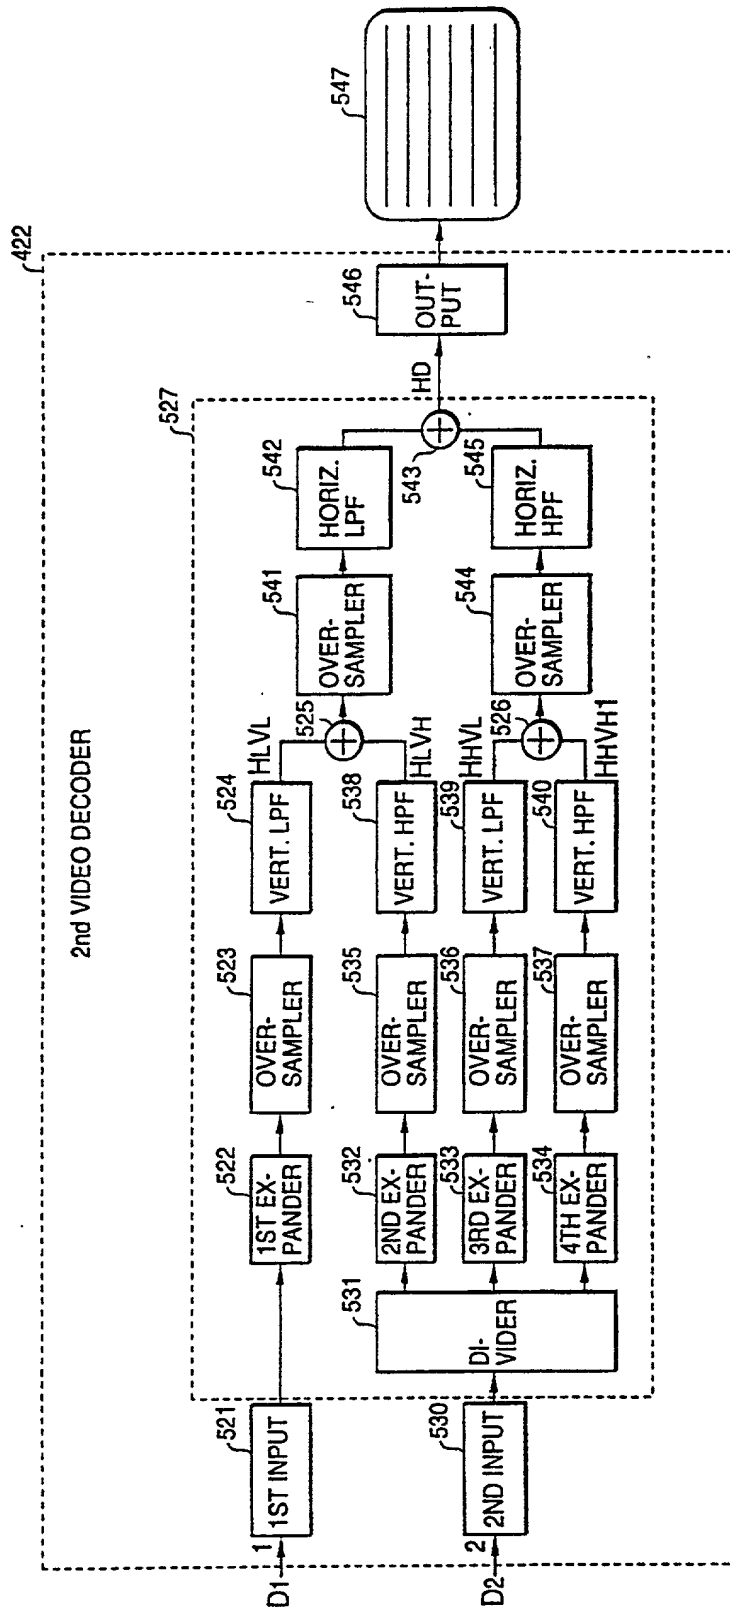 2nd VIDEO DECODER
422
527
D1
1
521
1ST INPUT
522
1ST EX-
PANDER
523
OVER-
SAMPLER
524
VERT. LPF
HLVL
525
541
OVER-
SAMPLER
542
HORIZ.
LPF
D2
2
530
2ND INPUT
531
DI-
VIDER
532
2ND EX-
PANDER
535
OVER-
SAMPLER
538
VERT. HPF
HLVH
533
3RD EX-
PANDER
536
OVER-
SAMPLER
539
VERT. LPF
HHVL
526
534
4TH EX-
PANDER
537
OVER-
SAMPLER
540
VERT. HPF
HHVH1
544
OVER-
SAMPLER
545
HORIZ.
HPF
543
HD
546
OUT-
PUT
547